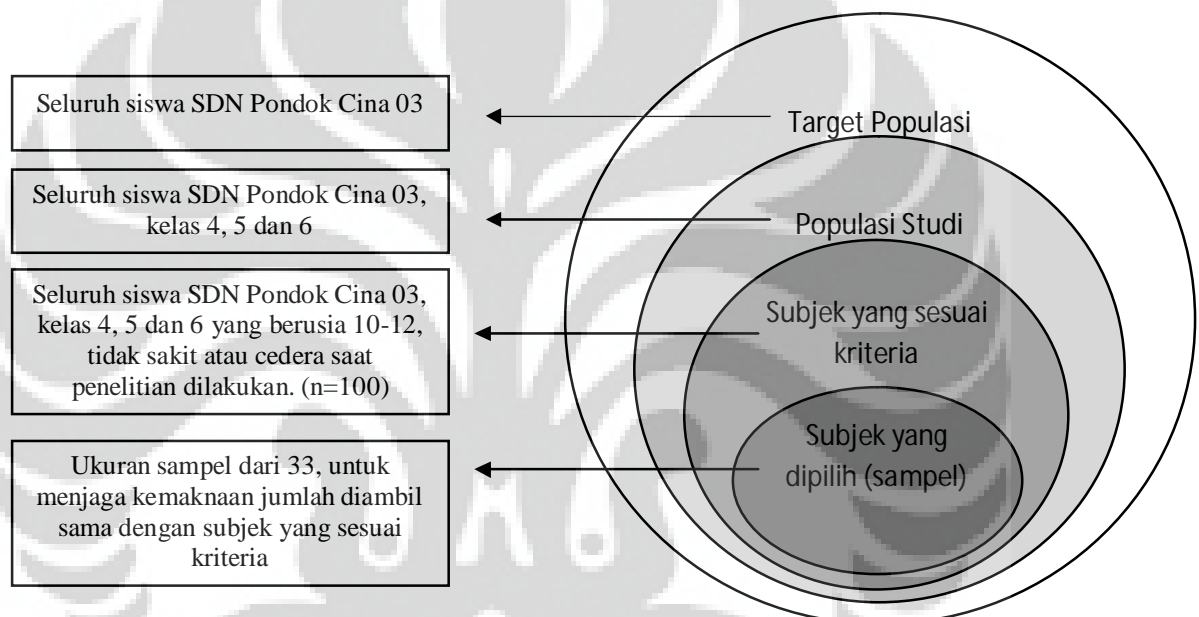 Seluruh siswa SDN Pondok Cina 03
Target Populasi
Seluruh siswa SDN Pondok Cina 03,
kelas 4, 5 dan 6
Populasi Studi
Seluruh siswa SDN Pondok Cina 03,
kelas 4, 5 dan 6 yang berusia 10-12,
tidak sakit atau cedera saat
penelitian dilakukan. (n=100)
Subjek yang sesuai
kriteria
Ukuran sampel dari 33, untuk
menjaga kemaknaan jumlah diambil
sama dengan subjek yang sesuai
kriteria
Subjek yang
dipilih (sampel)